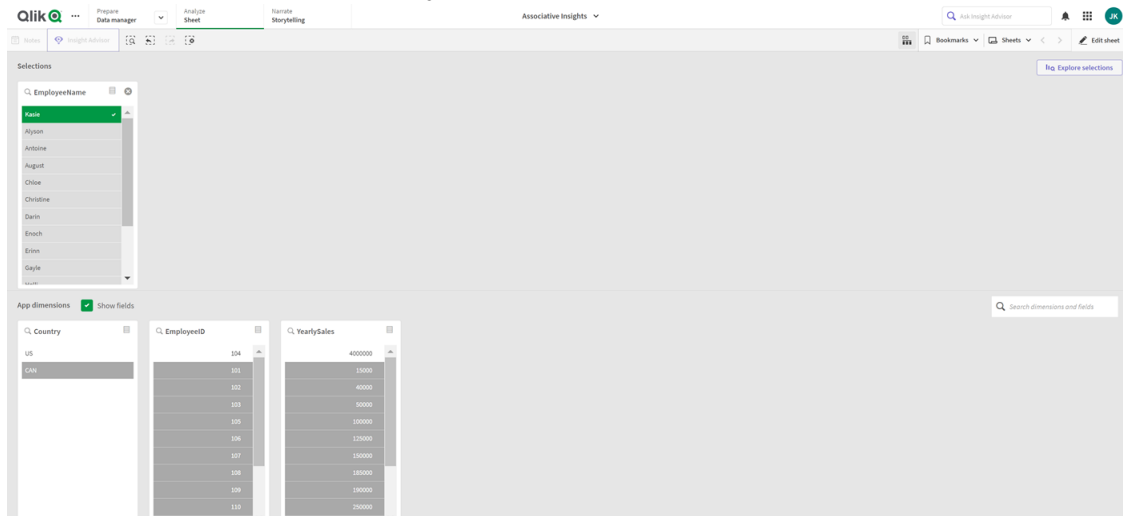 Qlik
Prepare
Data manager
Analyze
Sheet
Narrate
Storytelling
Associative Insights
Ask Insight Advisor
JK
Notes
Insight Advisor
Bookmarks
Sheets
Edit sheet
Selections
Explore selections
EmployeeName
Kasie
Alyson
Antoine
August
Chloe
Christine
Darin
Enoch
Erinn
Gayle
App dimensions
Show fields
Search dimensions and fields
Country
US
CAN
EmployeeID
104
101
102
103
105
106
107
108
109
110
YearlySales
4000000
15000
40000
50000
100000
125000
150000
185000
190000
250000